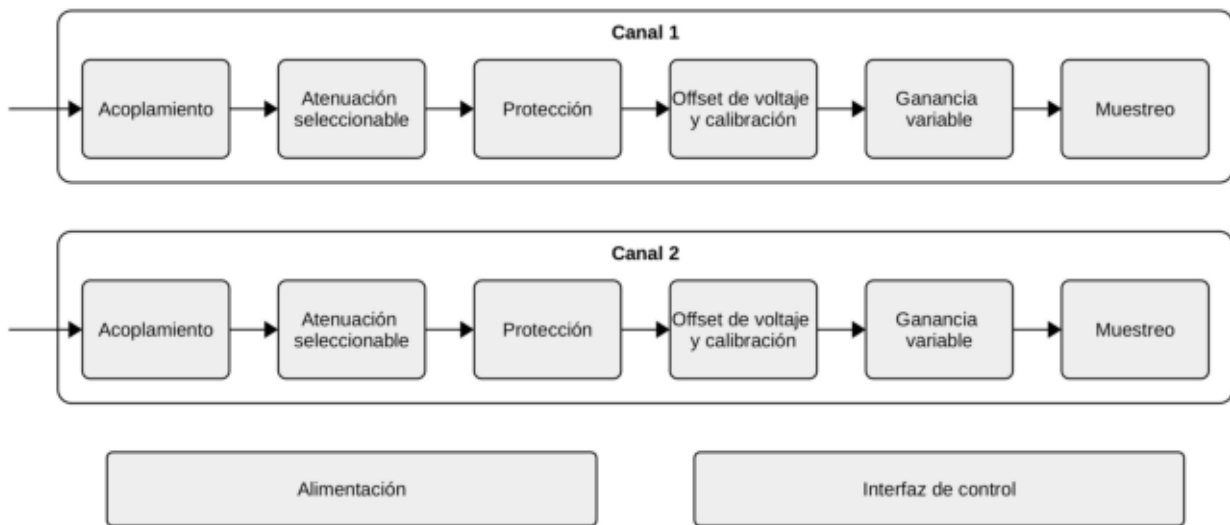 Canal 1
Acoplamiento
Atenuación
seleccionable
Protección
Offset de voltaje
y calibración
Ganancia
variable
Muestreo
Canal 2
Acoplamiento
Atenuación
seleccionable
Protección
Offset de voltaje
y calibración
Ganancia
variable
Muestreo
Alimentación
Interfaz de control